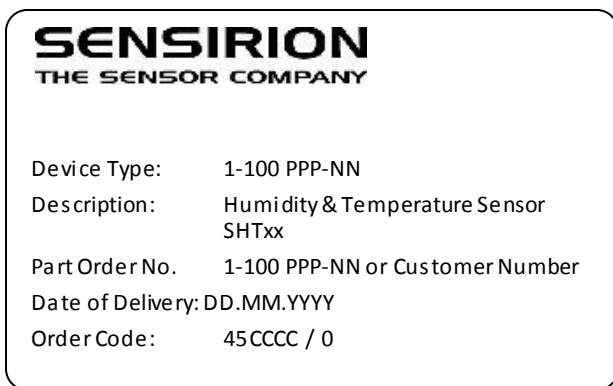 SENSIRION
THE SENSOR COMPANY
Device Type: 1-100 PPP-NN
Description: Humidity & Temperature Sensor
SHTxx
Part Order No. 1-100 PPP-NN or Customer Number
Date of Delivery: DD.MM.YYYY
Order Code: 45CCCC / 0